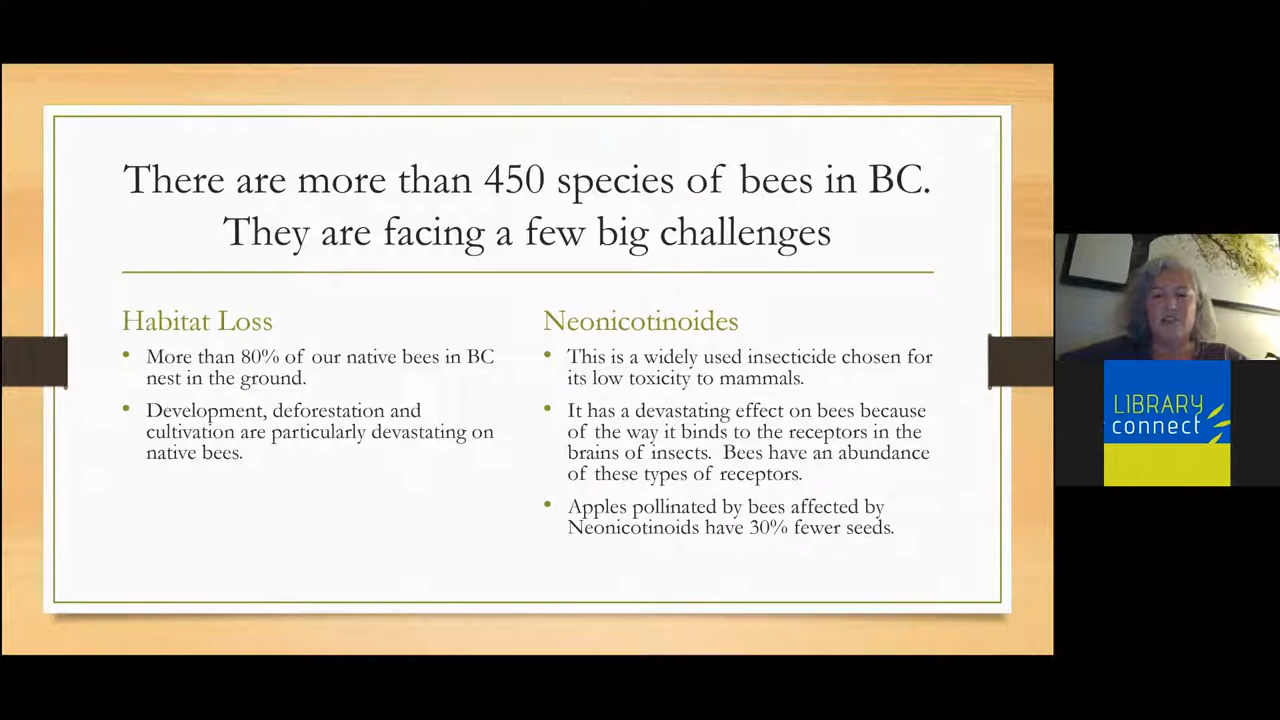 There are more than 450 species of bees in BC.
They are facing a few big challenges
Habitat Loss
• More than 80% of our native bees in BC
nest in the ground.
• Development, deforestation and
cultivation are particularly devastating on
native bees.
Neonicotinoides
• This is a widely used insecticide chosen for
its low toxicity to mammals.
• It has a devastating effect on bees because
of the way it binds to the receptors in the
brains of insects. Bees have an abundance
of these types of receptors.
• Apples pollinated by bees affected by
Neonicotinoids have 30% fewer seeds.
LIBRARY
connect